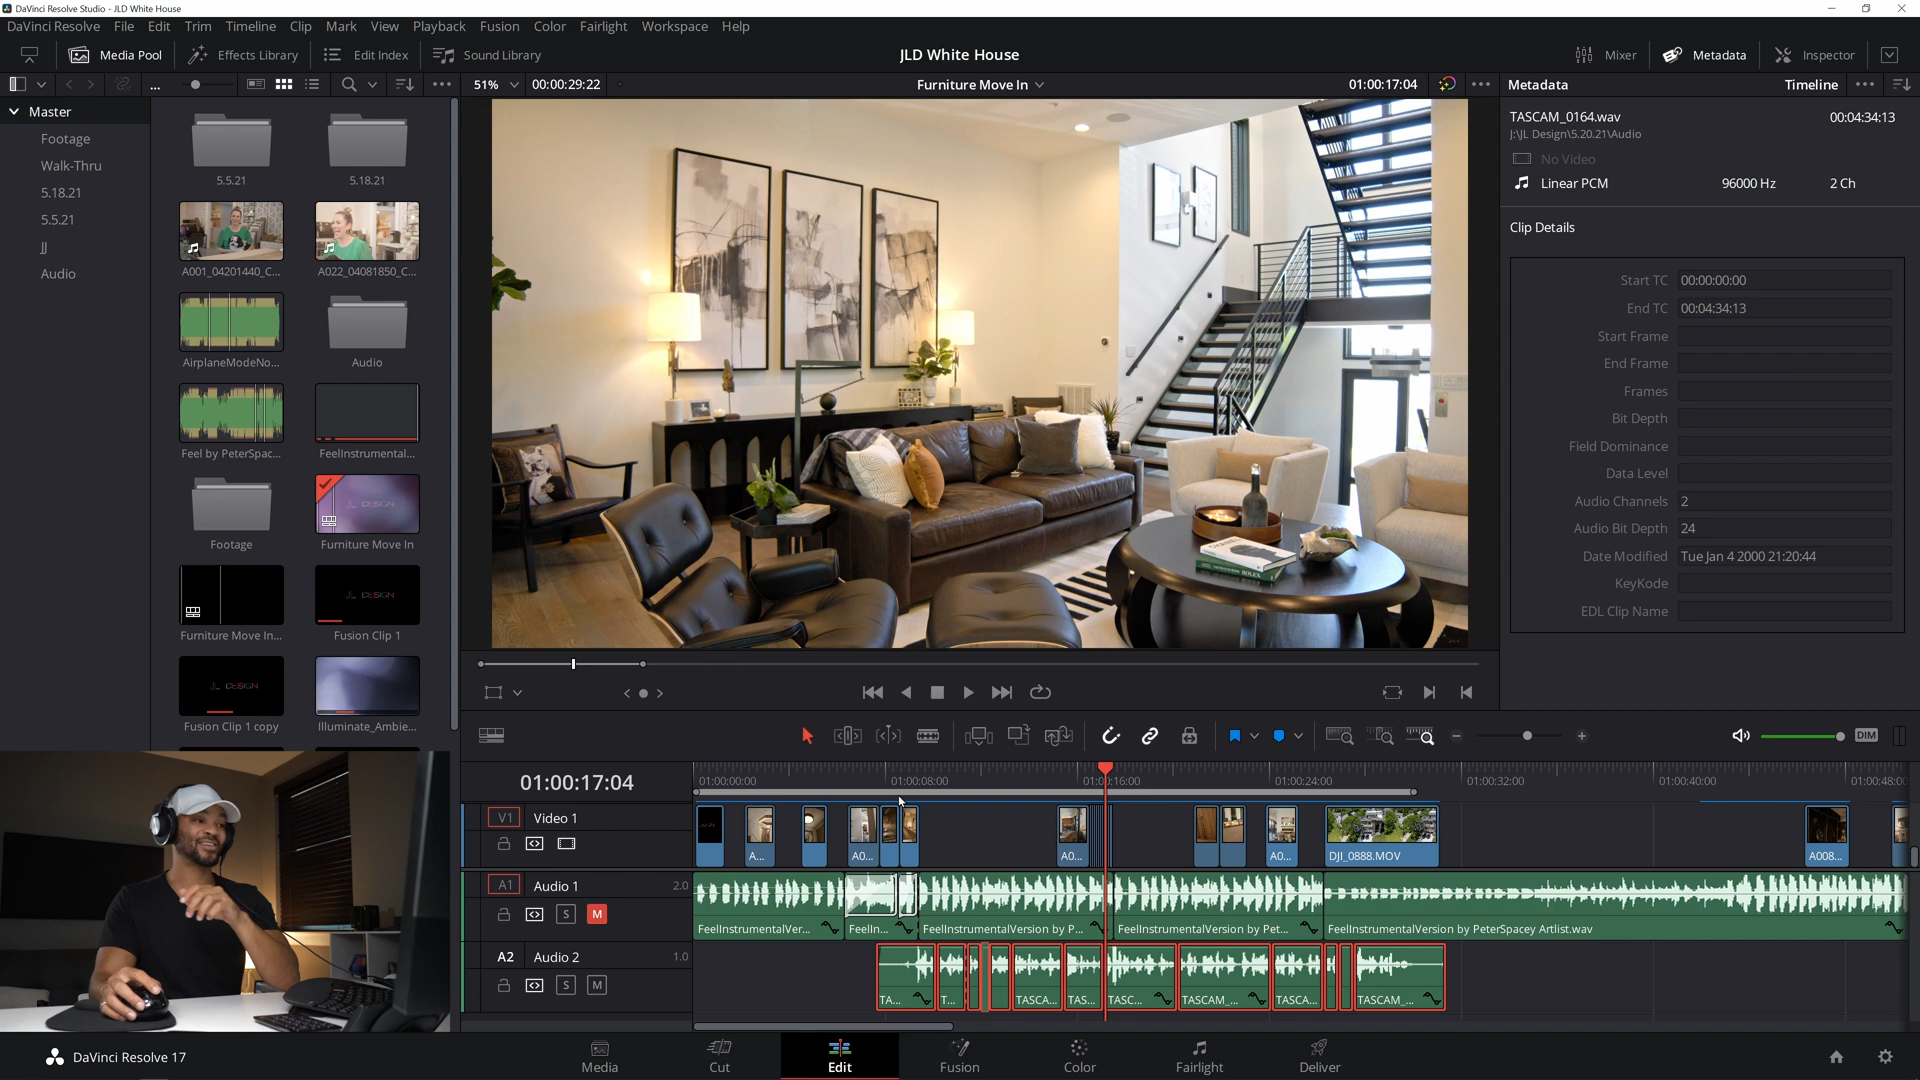 DaVinci Resolve Studio - JLD White House
DaVinci Resolve File Edit Trim Timeline Clip Mark View Playback Fusion Color Fairlight Workspace Help
Media Pool Effects Library Edit Index Sound Library JLD White House Mixer Metadata Inspector
... 51% 00:00:29:22 Furniture Move In 01:00:17:04 Metadata Timeline
Master
Footage
Walk-Thru
5.18.21
5.5.21
JJ
Audio
5.5.21 5.18.21
A001_04201440_C... A022_04081850_C...
AirplaneModeNo... Audio
Feel by PeterSpac... FeelInstrumental...
Footage Furniture Move In
Furniture Move In... Fusion Clip 1
Fusion Clip 1 copy Illuminate_Ambie...
TASCAM_0164.wav 00:04:34:13
J:\JL Design\5.20.21\Audio
No Video
Linear PCM 96000 Hz 2 Ch
Clip Details
Start TC 00:00:00:00
End TC 00:04:34:13
Start Frame
End Frame
Frames
Bit Depth
Field Dominance
Data Level
Audio Channels 2
Audio Bit Depth 24
Date Modified Tue Jan 4 2000 21:20:44
KeyKode
EDL Clip Name
DIM
01:00:17:04 01:00:00:00 01:00:08:00 01:00:16:00 01:00:24:00 01:00:32:00 01:00:40:00 01:00:48:00
V1 Video 1
A... A0... A0... A0... DJI_0888.MOV A008...
A1 Audio 1 2.0
S M
FeelInstrumentalVer... FeelIn... FeelInstrumentalVersion by P... FeelInstrumentalVersion by Pet... FeelInstrumentalVersion by PeterSpacey Artlist.wav
A2 Audio 2 1.0
S M
TA... T... TASCA... TAS... TASC... TASCAM_... TASCA... TASCAM_...
DaVinci Resolve 17
Media Cut Edit Fusion Color Fairlight Deliver